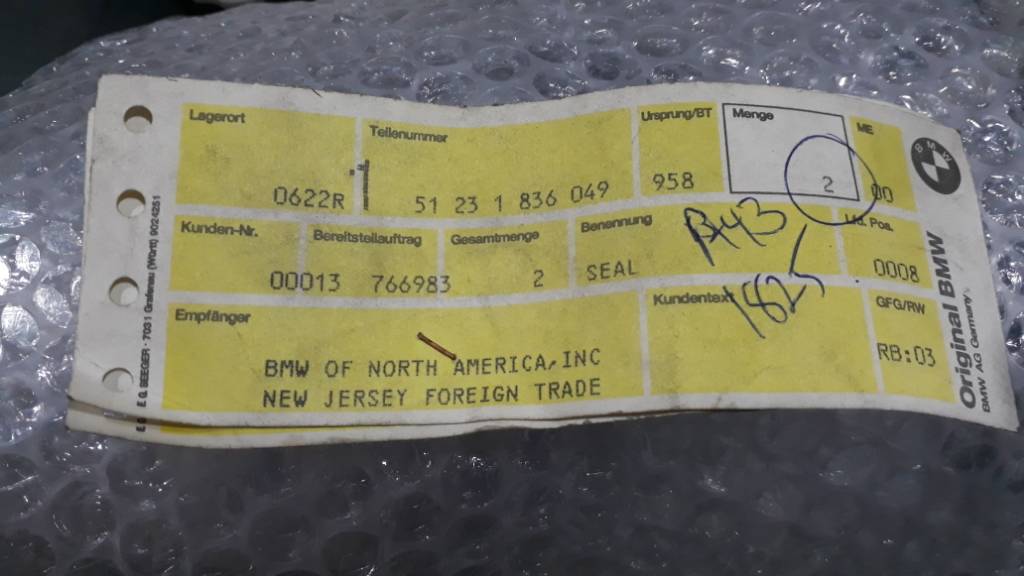 Lagerort
Teilenummer
Ursprung/BT
Menge
ME
BMW
0622R
51 23 1 836 049
958
2
00
Kunden-Nr.
Bereitstellauftrag
Gesamtmenge
Benennung
Lfd. Pos.
00013
766983
2
SEAL
0008
Empfänger
Kundentext
1825
GFG/RW
BMW OF NORTH AMERICA,INC
NEW JERSEY FOREIGN TRADE
RB:03
Original BMW
BMW AG Germany